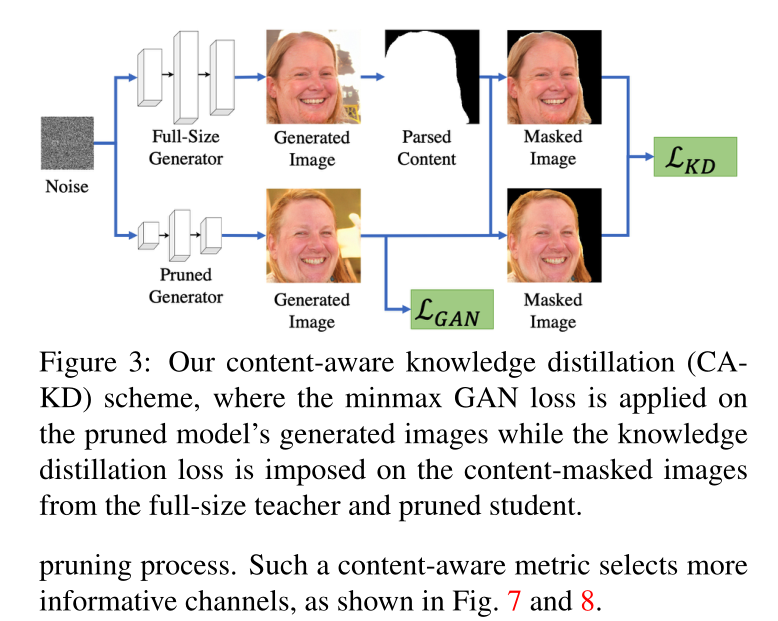 Noise
Full-Size
Generator
Generated
Image
Parsed
Content
Masked
Image
ℒ_KD
Pruned
Generator
Generated
Image
ℒ_GAN
Masked
Image
Figure 3: Our content-aware knowledge distillation (CA-
KD) scheme, where the minmax GAN loss is applied on
the pruned model's generated images while the knowledge
distillation loss is imposed on the content-masked images
from the full-size teacher and pruned student.
pruning process. Such a content-aware metric selects more
informative channels, as shown in Fig. 7 and 8.